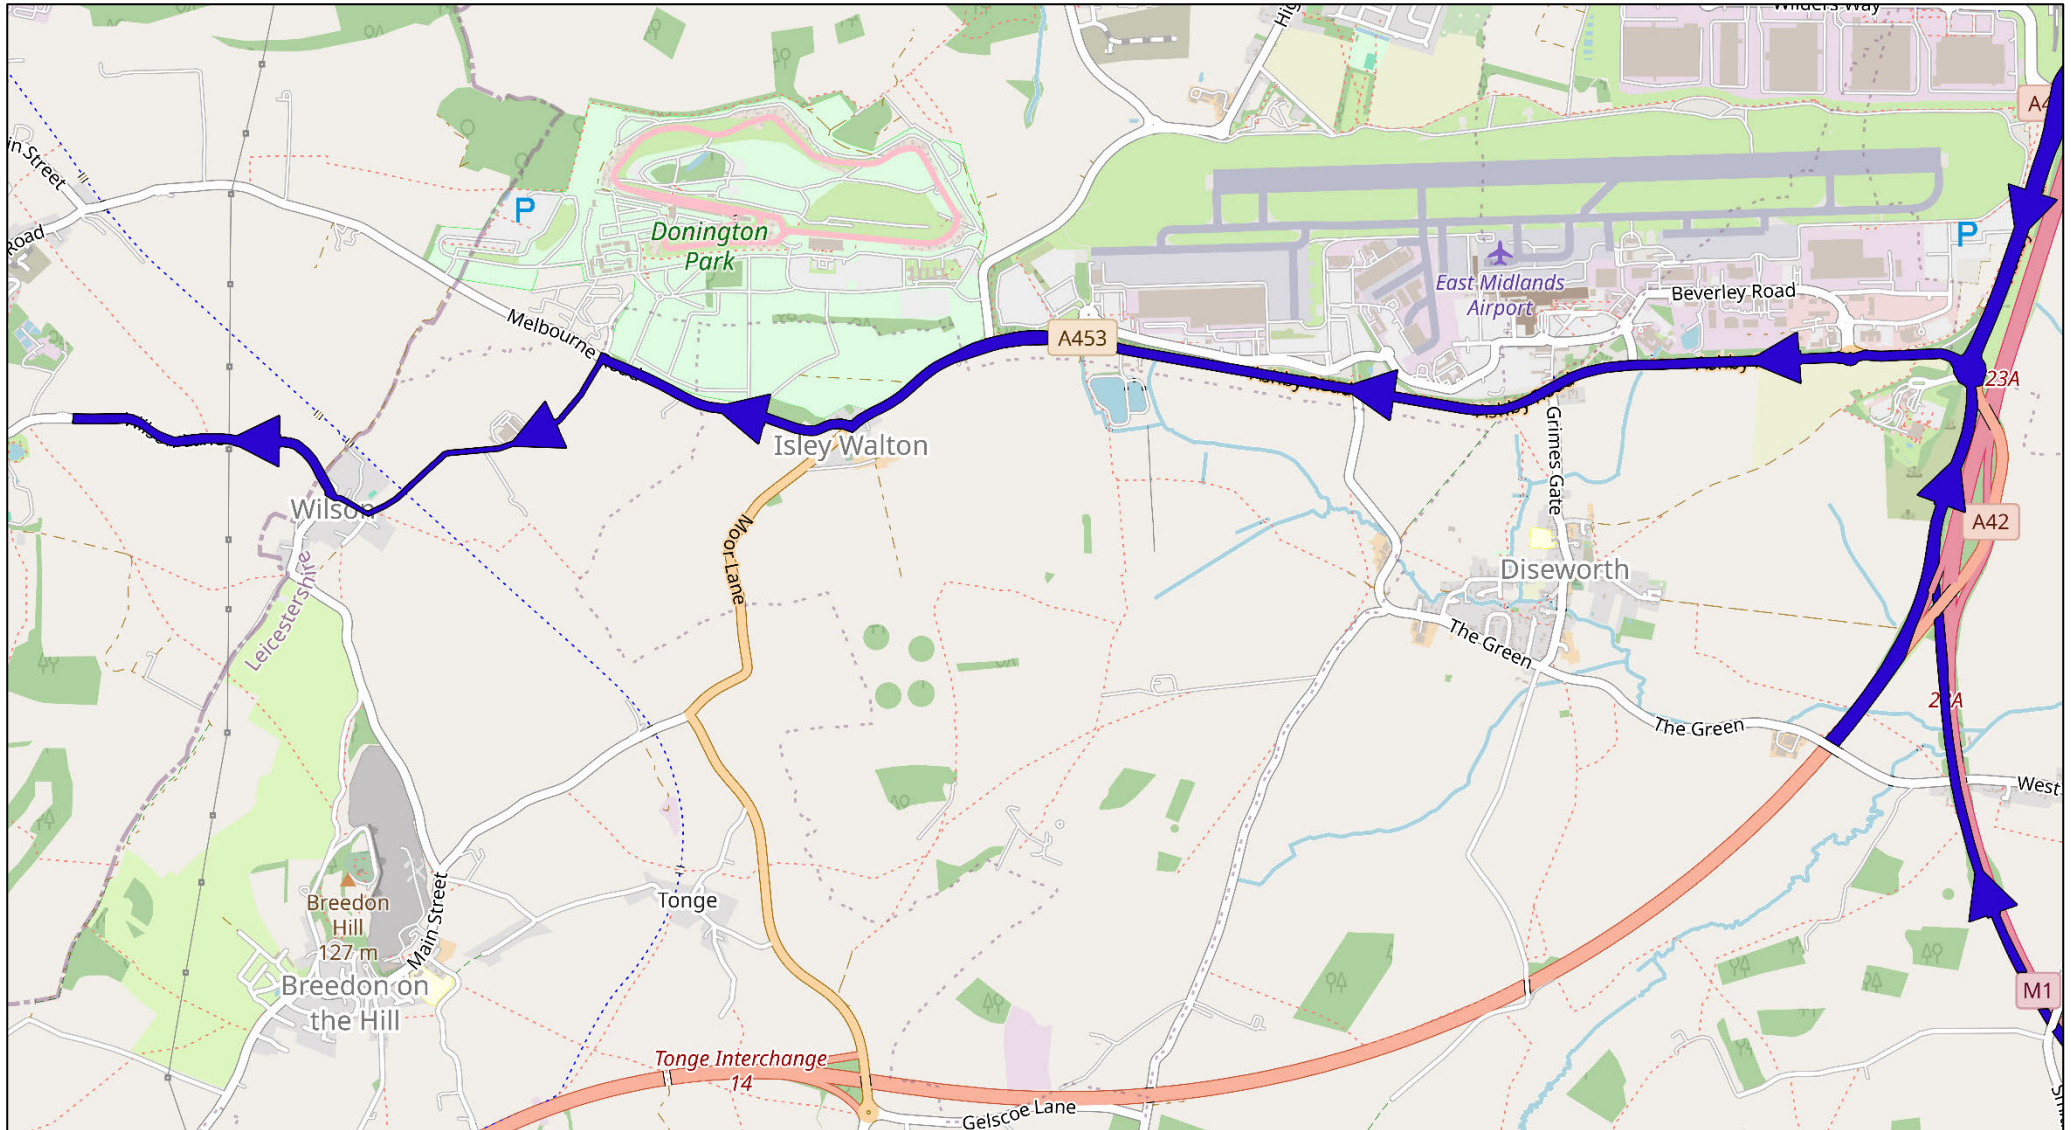 Wilders Way
A4
in Street
P
Road
Donington
Park
P
East Midlands
Airport
Beverley Road
Melbourne
A453
23A
Grimes Gate
Isley Walton
Wilson
A42
Moor Lane
Diseworth
Leicestershire
The Green
The Green
West
Breedon
Hill
127 m
Main Street
Tonge
Breedon on
the Hill
M1
Tonge Interchange
14
Gelscoe Lane